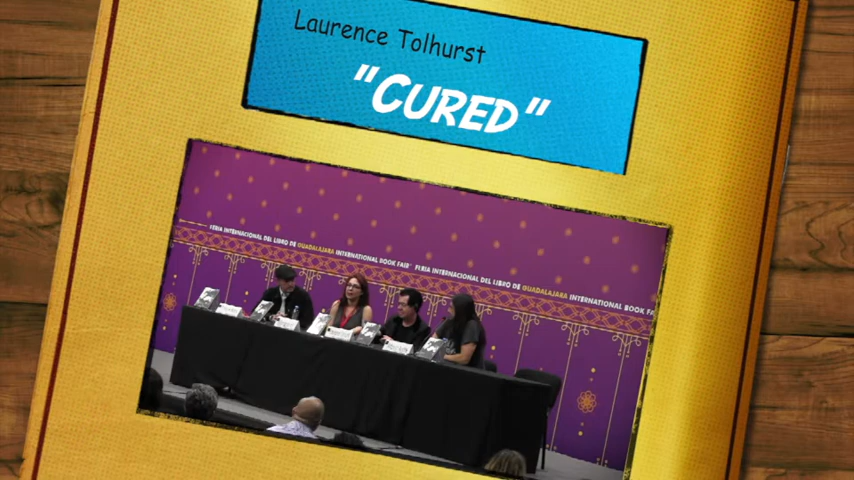 Laurence Tolhurst
"CURED"
FERIA INTERNACIONAL DEL LIBRO DE GUADALAJARA INTERNATIONAL BOOK FAIR FERIA INTERNACIONAL DEL LIBRO DE GUADALAJARA INTERNATIONAL BOOK FA